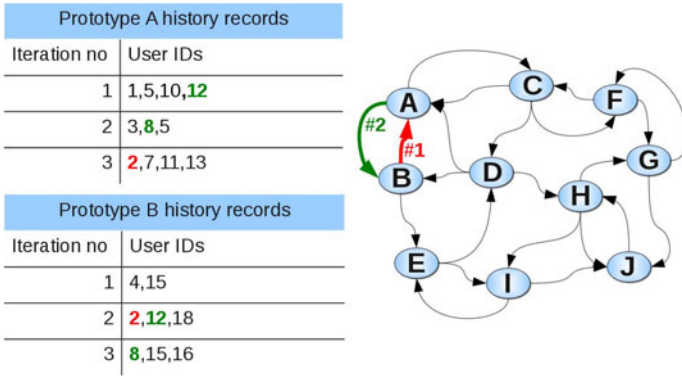 Prototype A history records
Iteration no User IDs
1 1,5,10,12
2 3,8,5
3 2,7,11,13
Prototype B history records
Iteration no User IDs
1 4,15
2 2,12,18
3 8,15,16
A
C
F
#2
#1
B
D
G
H
E
I
J